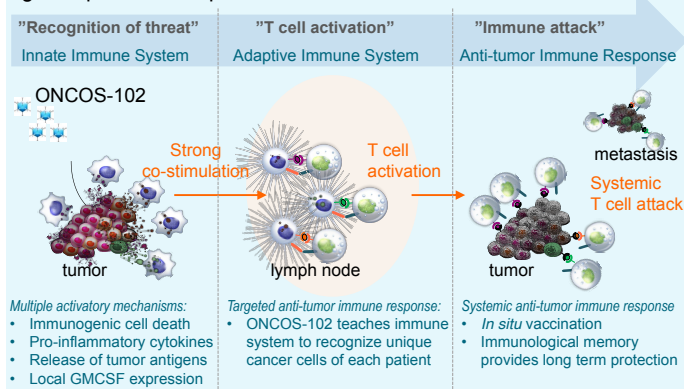 "Recognition of threat"
Innate Immune System
"T cell activation"
Adaptive Immune System
"Immune attack"
Anti-tumor Immune Response
ONCOS-102
Strong
co-stimulation
T cell
activation
metastasis
Systemic
T cell attack
tumor
lymph node
tumor
Multiple activatory mechanisms:
• Immunogenic cell death
• Pro-inflammatory cytokines
• Release of tumor antigens
• Local GMCSF expression
Targeted anti-tumor immune response:
• ONCOS-102 teaches immune
system to recognize unique
cancer cells of each patient
Systemic anti-tumor immune response
• In situ vaccination
• Immunological memory
provides long term protection